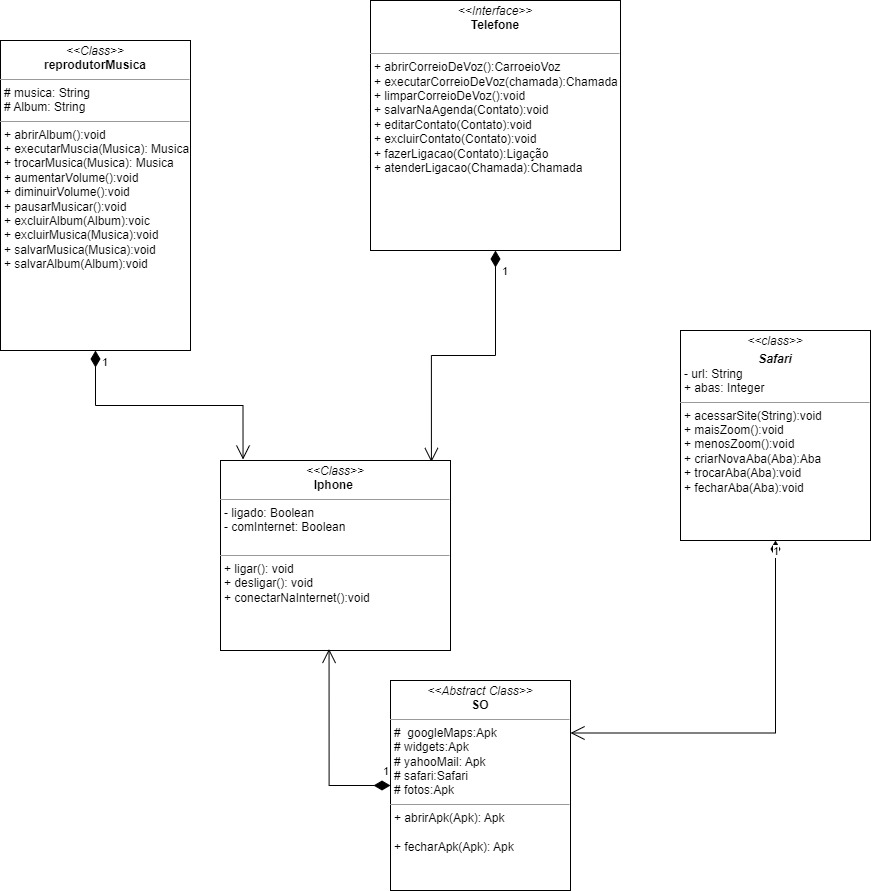 <<Class>>
reprodutorMusica
# musica: String
# Album: String
+ abrirAlbum():void
+ executarMuscia(Musica): Musica
+ trocarMusica(Musica): Musica
+ aumentarVolume():void
+ diminuirVolume():void
+ pausarMusicar():void
+ excluirAlbum(Album):voic
+ excluirMusica(Musica):void
+ salvarMusica(Musica):void
+ salvarAlbum(Album):void
1
<<Interface>>
Telefone
+ abrirCorreioDeVoz():CarroeioVoz
+ executarCorreioDeVoz(chamada):Chamada
+ limparCorreioDeVoz():void
+ salvarNaAgenda(Contato):void
+ editarContato(Contato):void
+ excluirContato(Contato):void
+ fazerLigacao(Contato):Ligação
+ atenderLigacao(Chamada):Chamada
1
<<class>>
Safari
- url: String
+ abas: Integer
+ acessarSite(String):void
+ maisZoom():void
+ menosZoom():void
+ criarNovaAba(Aba):Aba
+ trocarAba(Aba):void
+ fecharAba(Aba):void
1
<<Class>>
Iphone
- ligado: Boolean
- comInternet: Boolean
+ ligar(): void
+ desligar(): void
+ conectarNaInternet():void
<<Abstract Class>>
SO
# googleMaps:Apk
# widgets:Apk
# yahooMail: Apk
# safari:Safari
# fotos:Apk
+ abrirApk(Apk): Apk
+ fecharApk(Apk): Apk
1